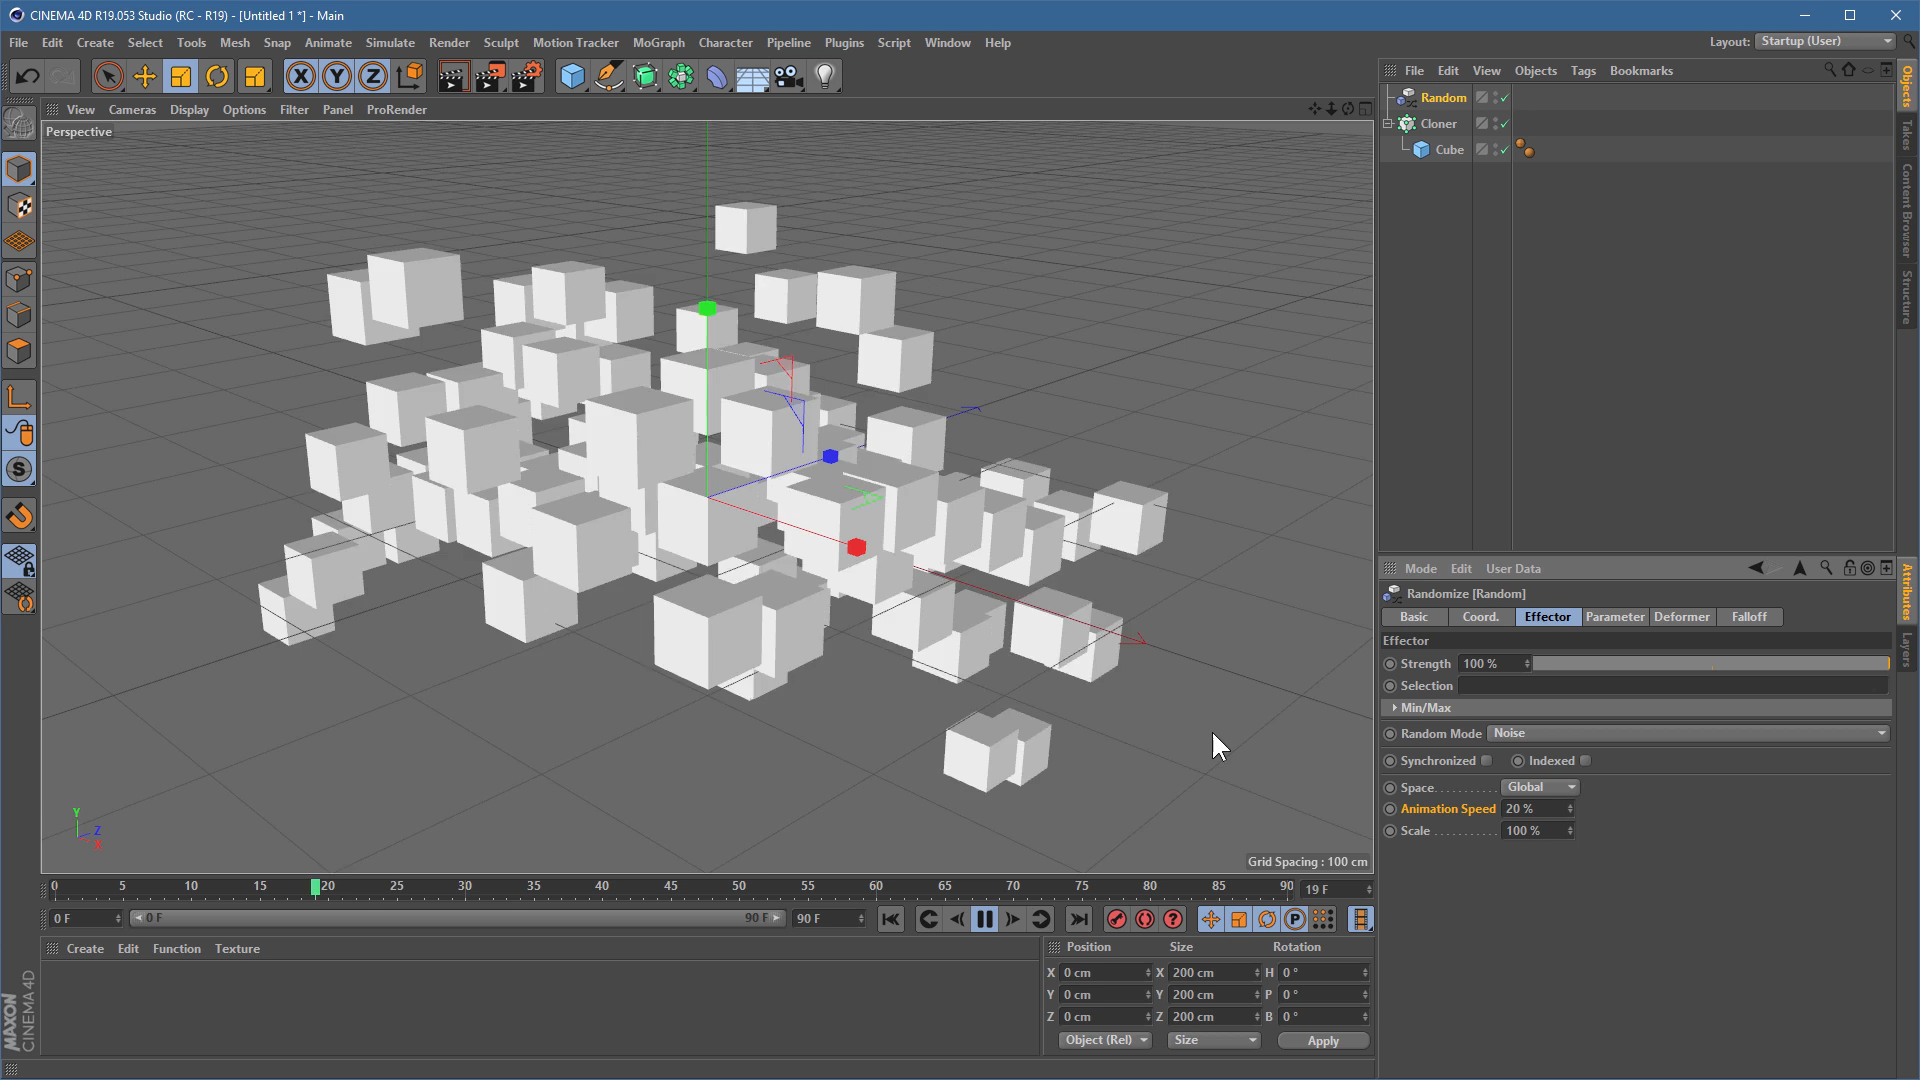 CINEMA 4D R19.053 Studio (RC - R19) - [Untitled 1 *] - Main
File Edit Create Select Tools Mesh Snap Animate Simulate Render Sculpt Motion Tracker MoGraph Character Pipeline Plugins Script Window Help
Layout: Startup (User)
X Y Z
View Cameras Display Options Filter Panel ProRender
Perspective
Y
Z
X
Grid Spacing : 100 cm
0 5 10 15 20 25 30 35 40 45 50 55 60 65 70 75 80 85 90
19 F
0 F
0 F
90 F
90 F
P
S
Create Edit Function Texture
MAXON
CINEMA 4D
Position Size Rotation
X 0 cm X 200 cm H 0 °
Y 0 cm Y 200 cm P 0 °
Z 0 cm Z 200 cm B 0 °
Object (Rel) Size Apply
File Edit View Objects Tags Bookmarks
Random
Cloner
Cube
Objects
Takes
Content Browser
Structure
Mode Edit User Data
Randomize [Random]
Basic Coord. Effector Parameter Deformer Falloff
Effector
Strength 100 %
Selection
Min/Max
Random Mode Noise
Synchronized Indexed
Space Global
Animation Speed 20 %
Scale 100 %
Attributes
Layers